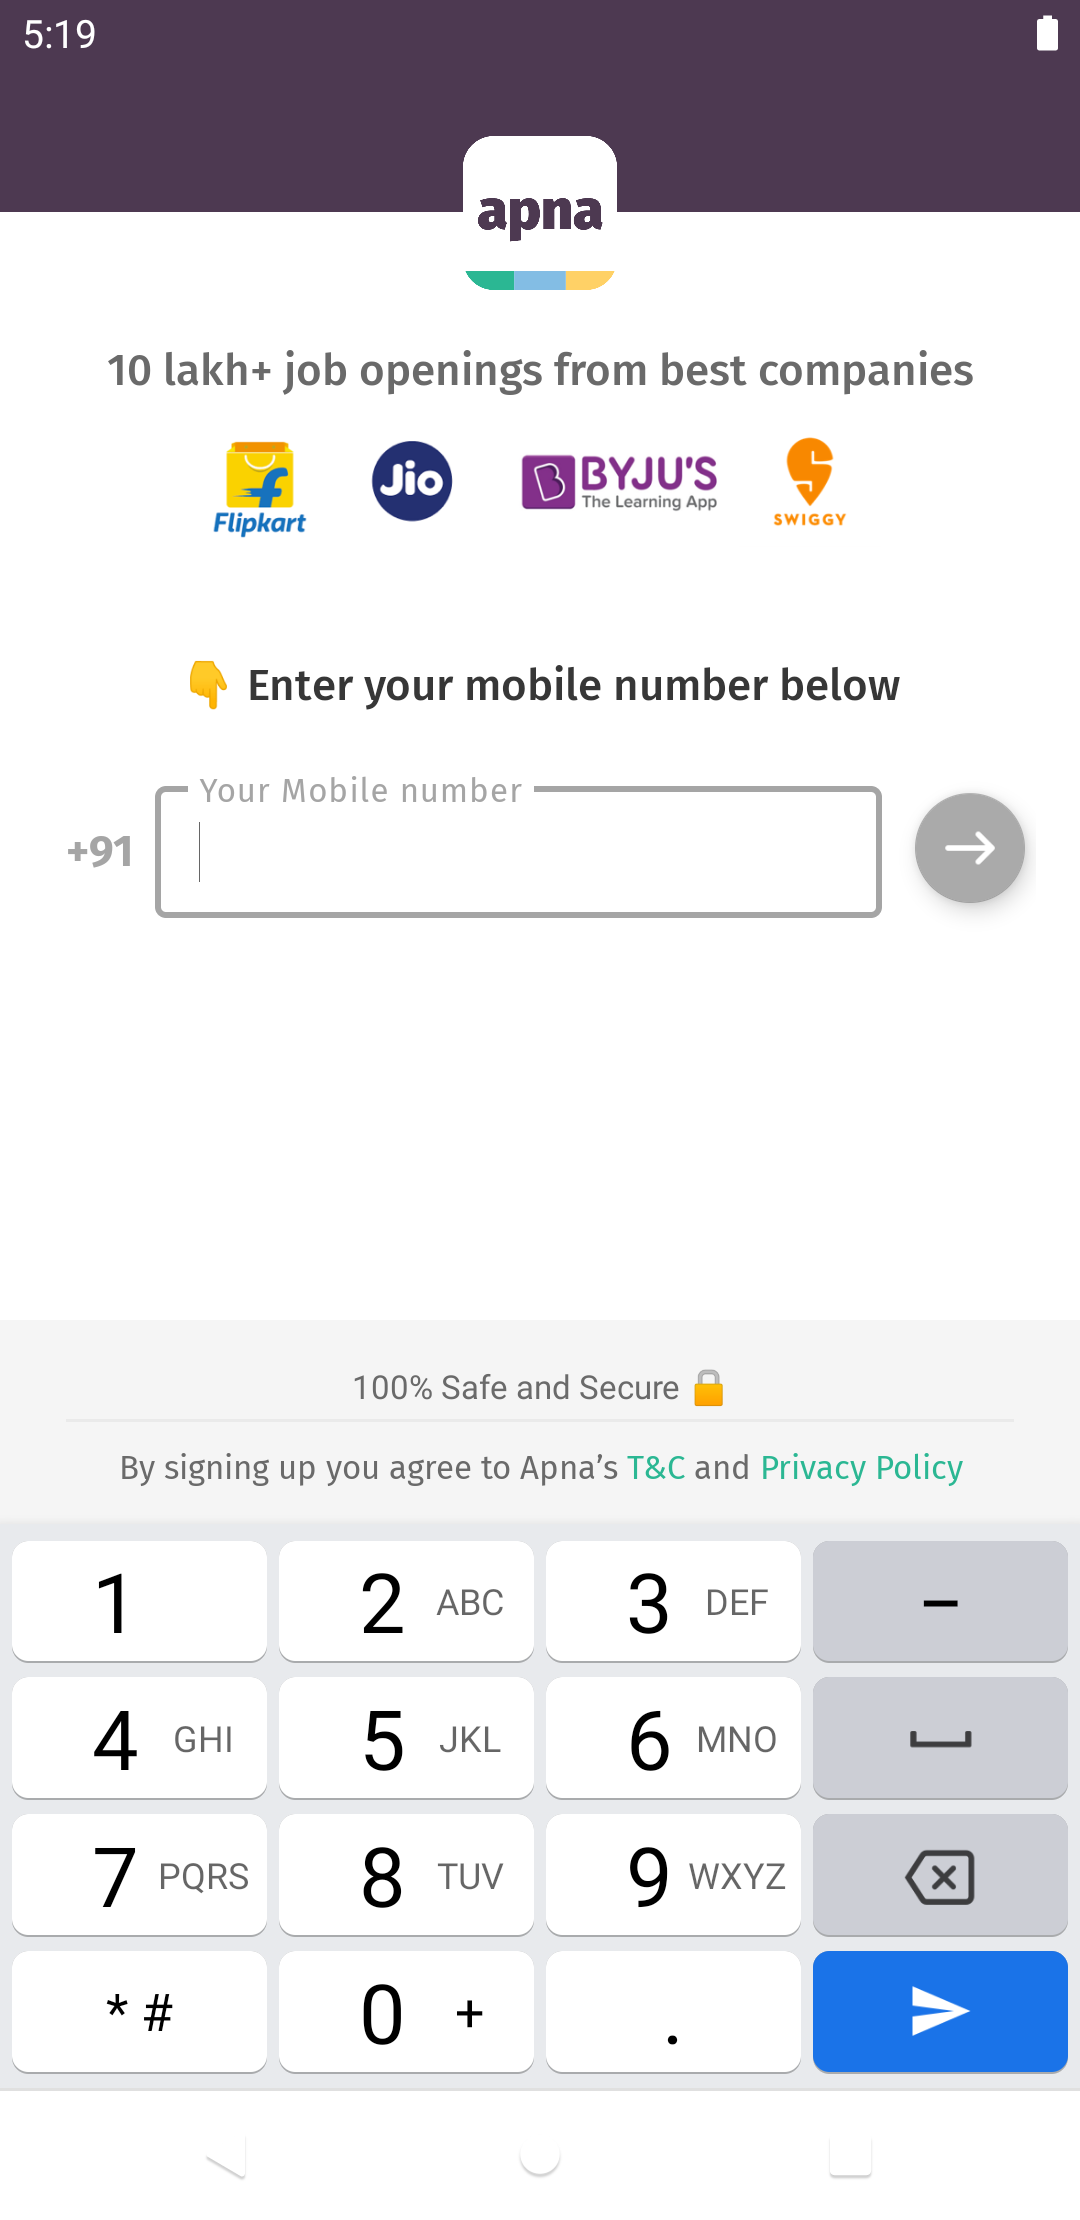 5:19
apna
10 lakh+ job openings from best companies
Flipkart
Jio
BYJU'S
The Learning App
SWIGGY
👇 Enter your mobile number below
Your Mobile number
+91
100% Safe and Secure 🔒
By signing up you agree to Apna’s T&C and Privacy Policy
1
2 ABC
3 DEF
–
4 GHI
5 JKL
6 MNO
7 PQRS
8 TUV
9 WXYZ
* #
0 +
.